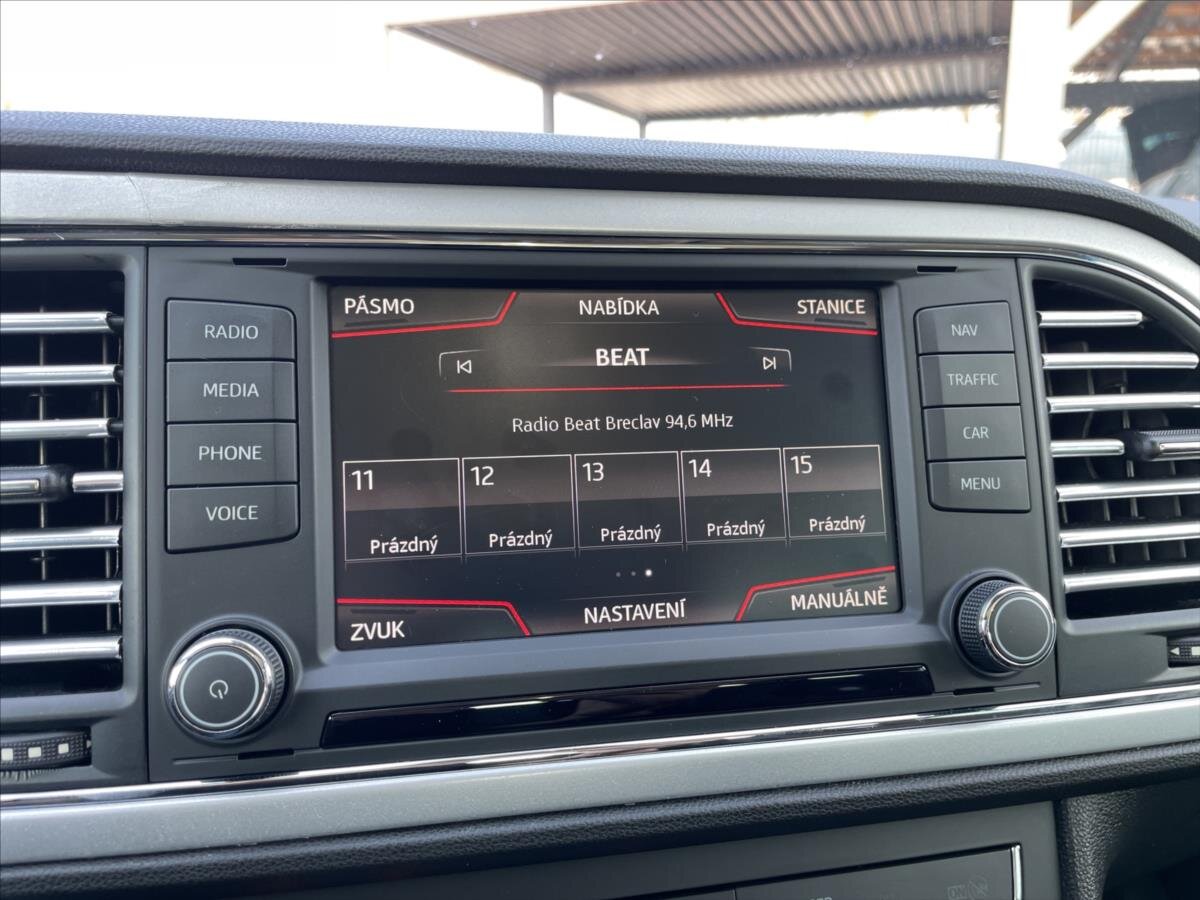 PÁSMO NABÍDKA STANICE
BEAT
Radio Beat Breclav 94,6 MHz
11 12 13 14 15
Prázdný Prázdný Prázdný Prázdný Prázdný
ZVUK NASTAVENÍ MANUÁLNĚ
RADIO
MEDIA
PHONE
VOICE
NAV
TRAFFIC
CAR
MENU